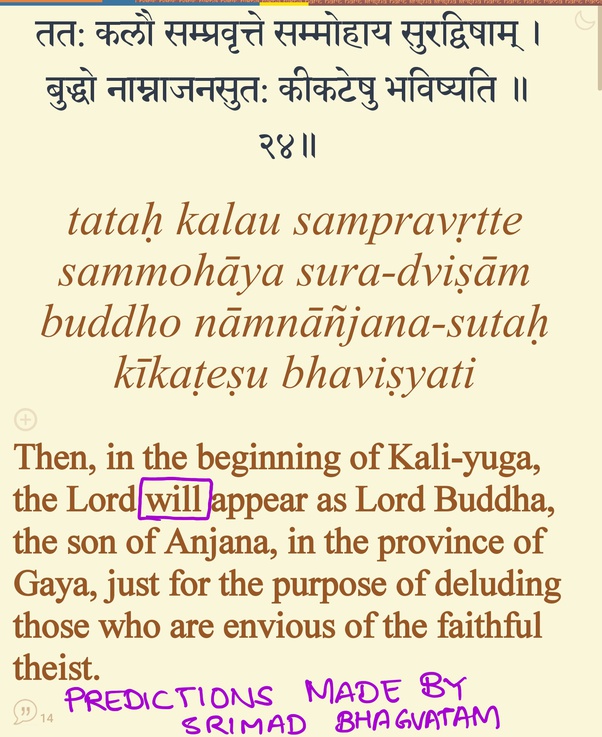 ततः कलौ सम्प्रवृत्ते सम्मोहाय सुरद्विषाम् ।
बुद्धो नाम्नाजनसुतः कीकटेषु भविष्यति ॥
२४॥
tataḥ kalau sampravṛtte
sammohāya sura-dviṣām
buddho nāmnāñjana-sutaḥ
kīkaṭeṣu bhaviṣyati
Then, in the beginning of Kali-yuga,
the Lord will appear as Lord Buddha,
the son of Anjana, in the province of
Gaya, just for the purpose of deluding
those who are envious of the faithful
theist.
14
PREDICTIONS MADE BY
SRIMAD BHAGVATAM